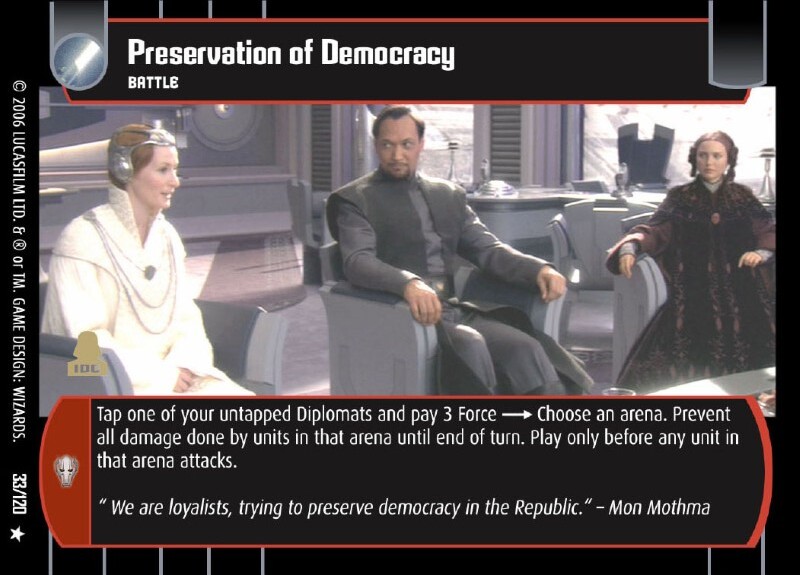 Preservation of Democracy
BATTLE
© 2006 LUCASFILM LTD. & ® or TM. GAME DESIGN: WIZARDS.
33/120
IDC
Tap one of your untapped Diplomats and pay 3 Force ⟶ Choose an arena. Prevent
all damage done by units in that arena until end of turn. Play only before any unit in
that arena attacks.
" We are loyalists, trying to preserve democracy in the Republic." – Mon Mothma